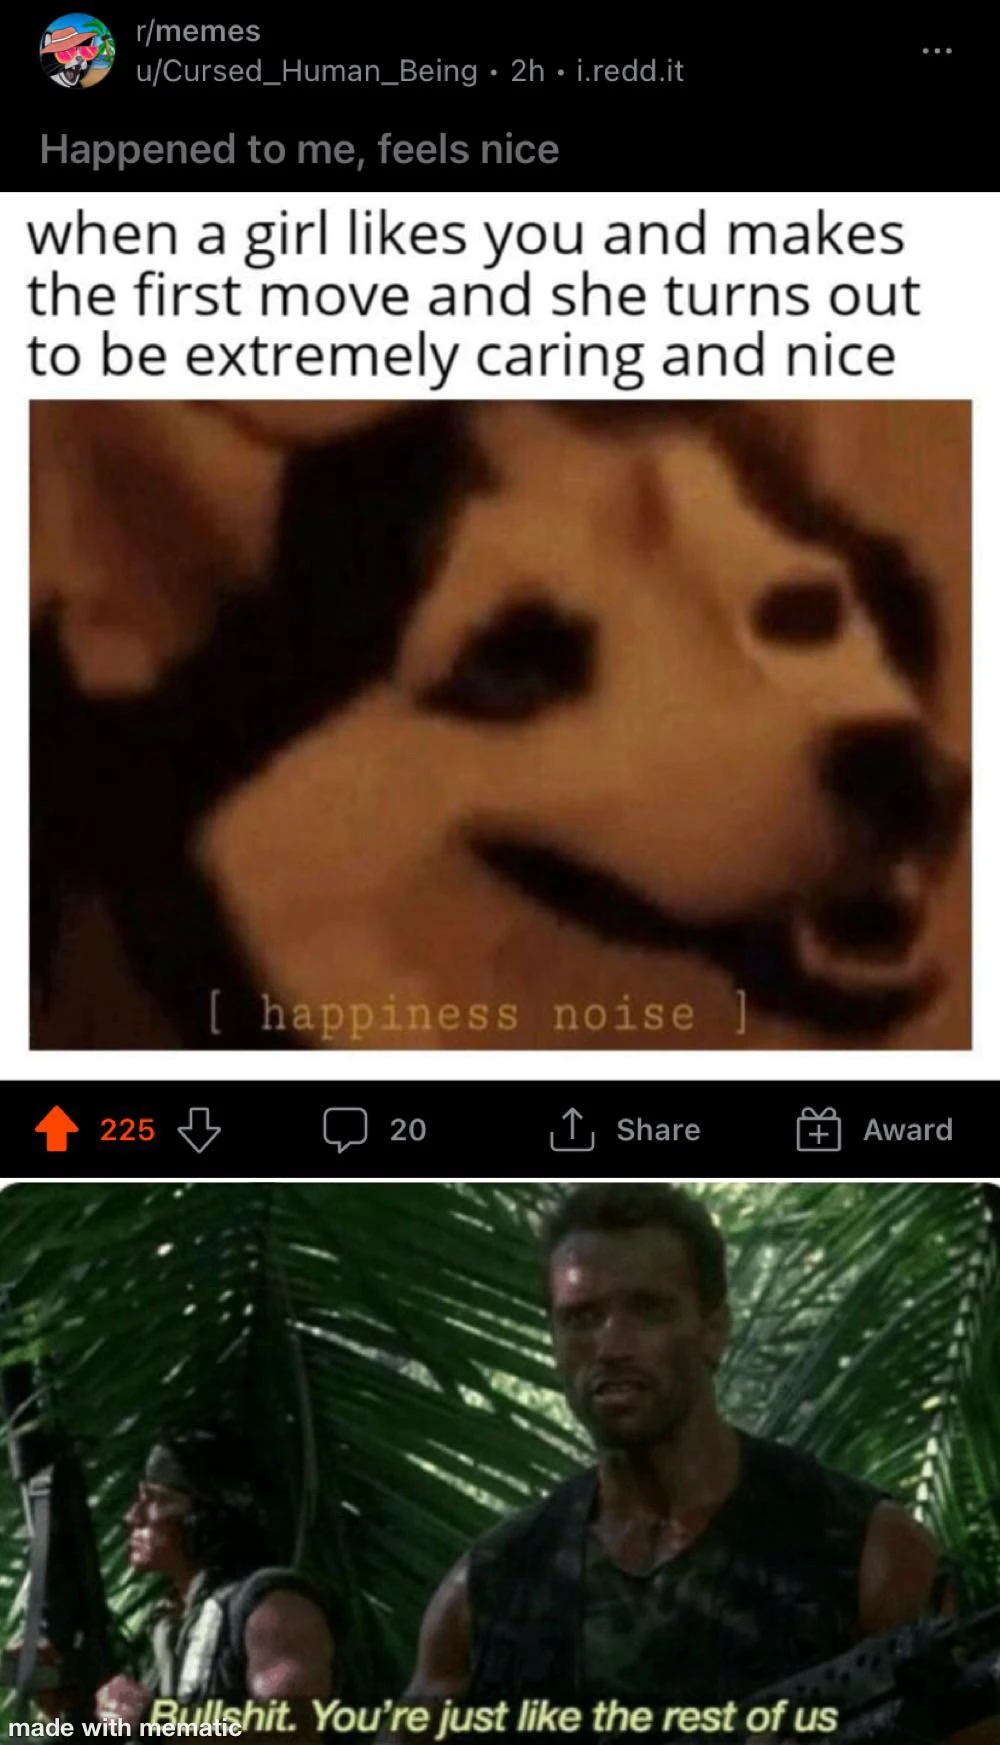 r/memes
u/Cursed_Human_Being • 2h • i.redd.it
Happened to me, feels nice
when a girl likes you and makes
the first move and she turns out
to be extremely caring and nice
[ happiness noise ]
225
20
Share
Award
Bullshit. You're just like the rest of us
made with mematic